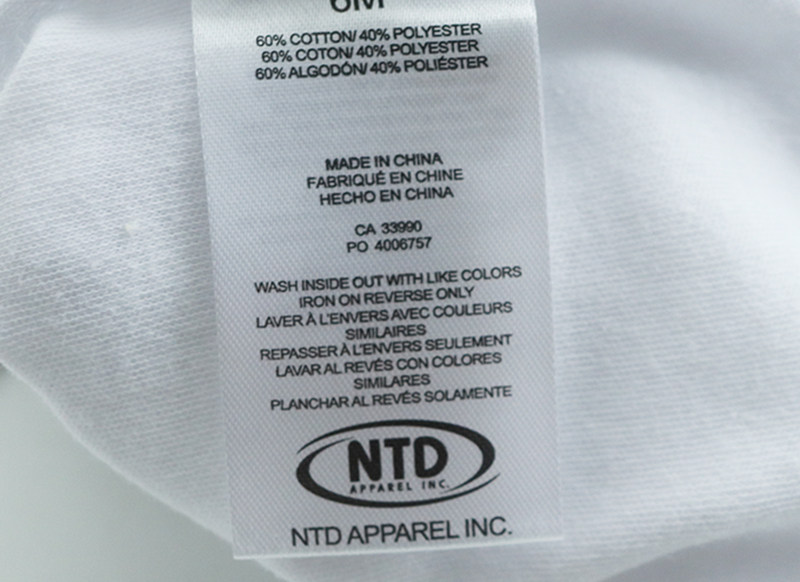 6M
60% COTTON/ 40% POLYESTER
60% COTON/ 40% POLYESTER
60% ALGODÓN/ 40% POLIÉSTER
MADE IN CHINA
FABRIQUÉ EN CHINE
HECHO EN CHINA
CA 33990
PO 4006757
WASH INSIDE OUT WITH LIKE COLORS
IRON ON REVERSE ONLY
LAVER À L'ENVERS AVEC COULEURS
SIMILAIRES
REPASSER À L'ENVERS SEULEMENT
LAVAR AL REVÉS CON COLORES
SIMILARES
PLANCHAR AL REVÉS SOLAMENTE
NTD
APPAREL INC.
NTD APPAREL INC.